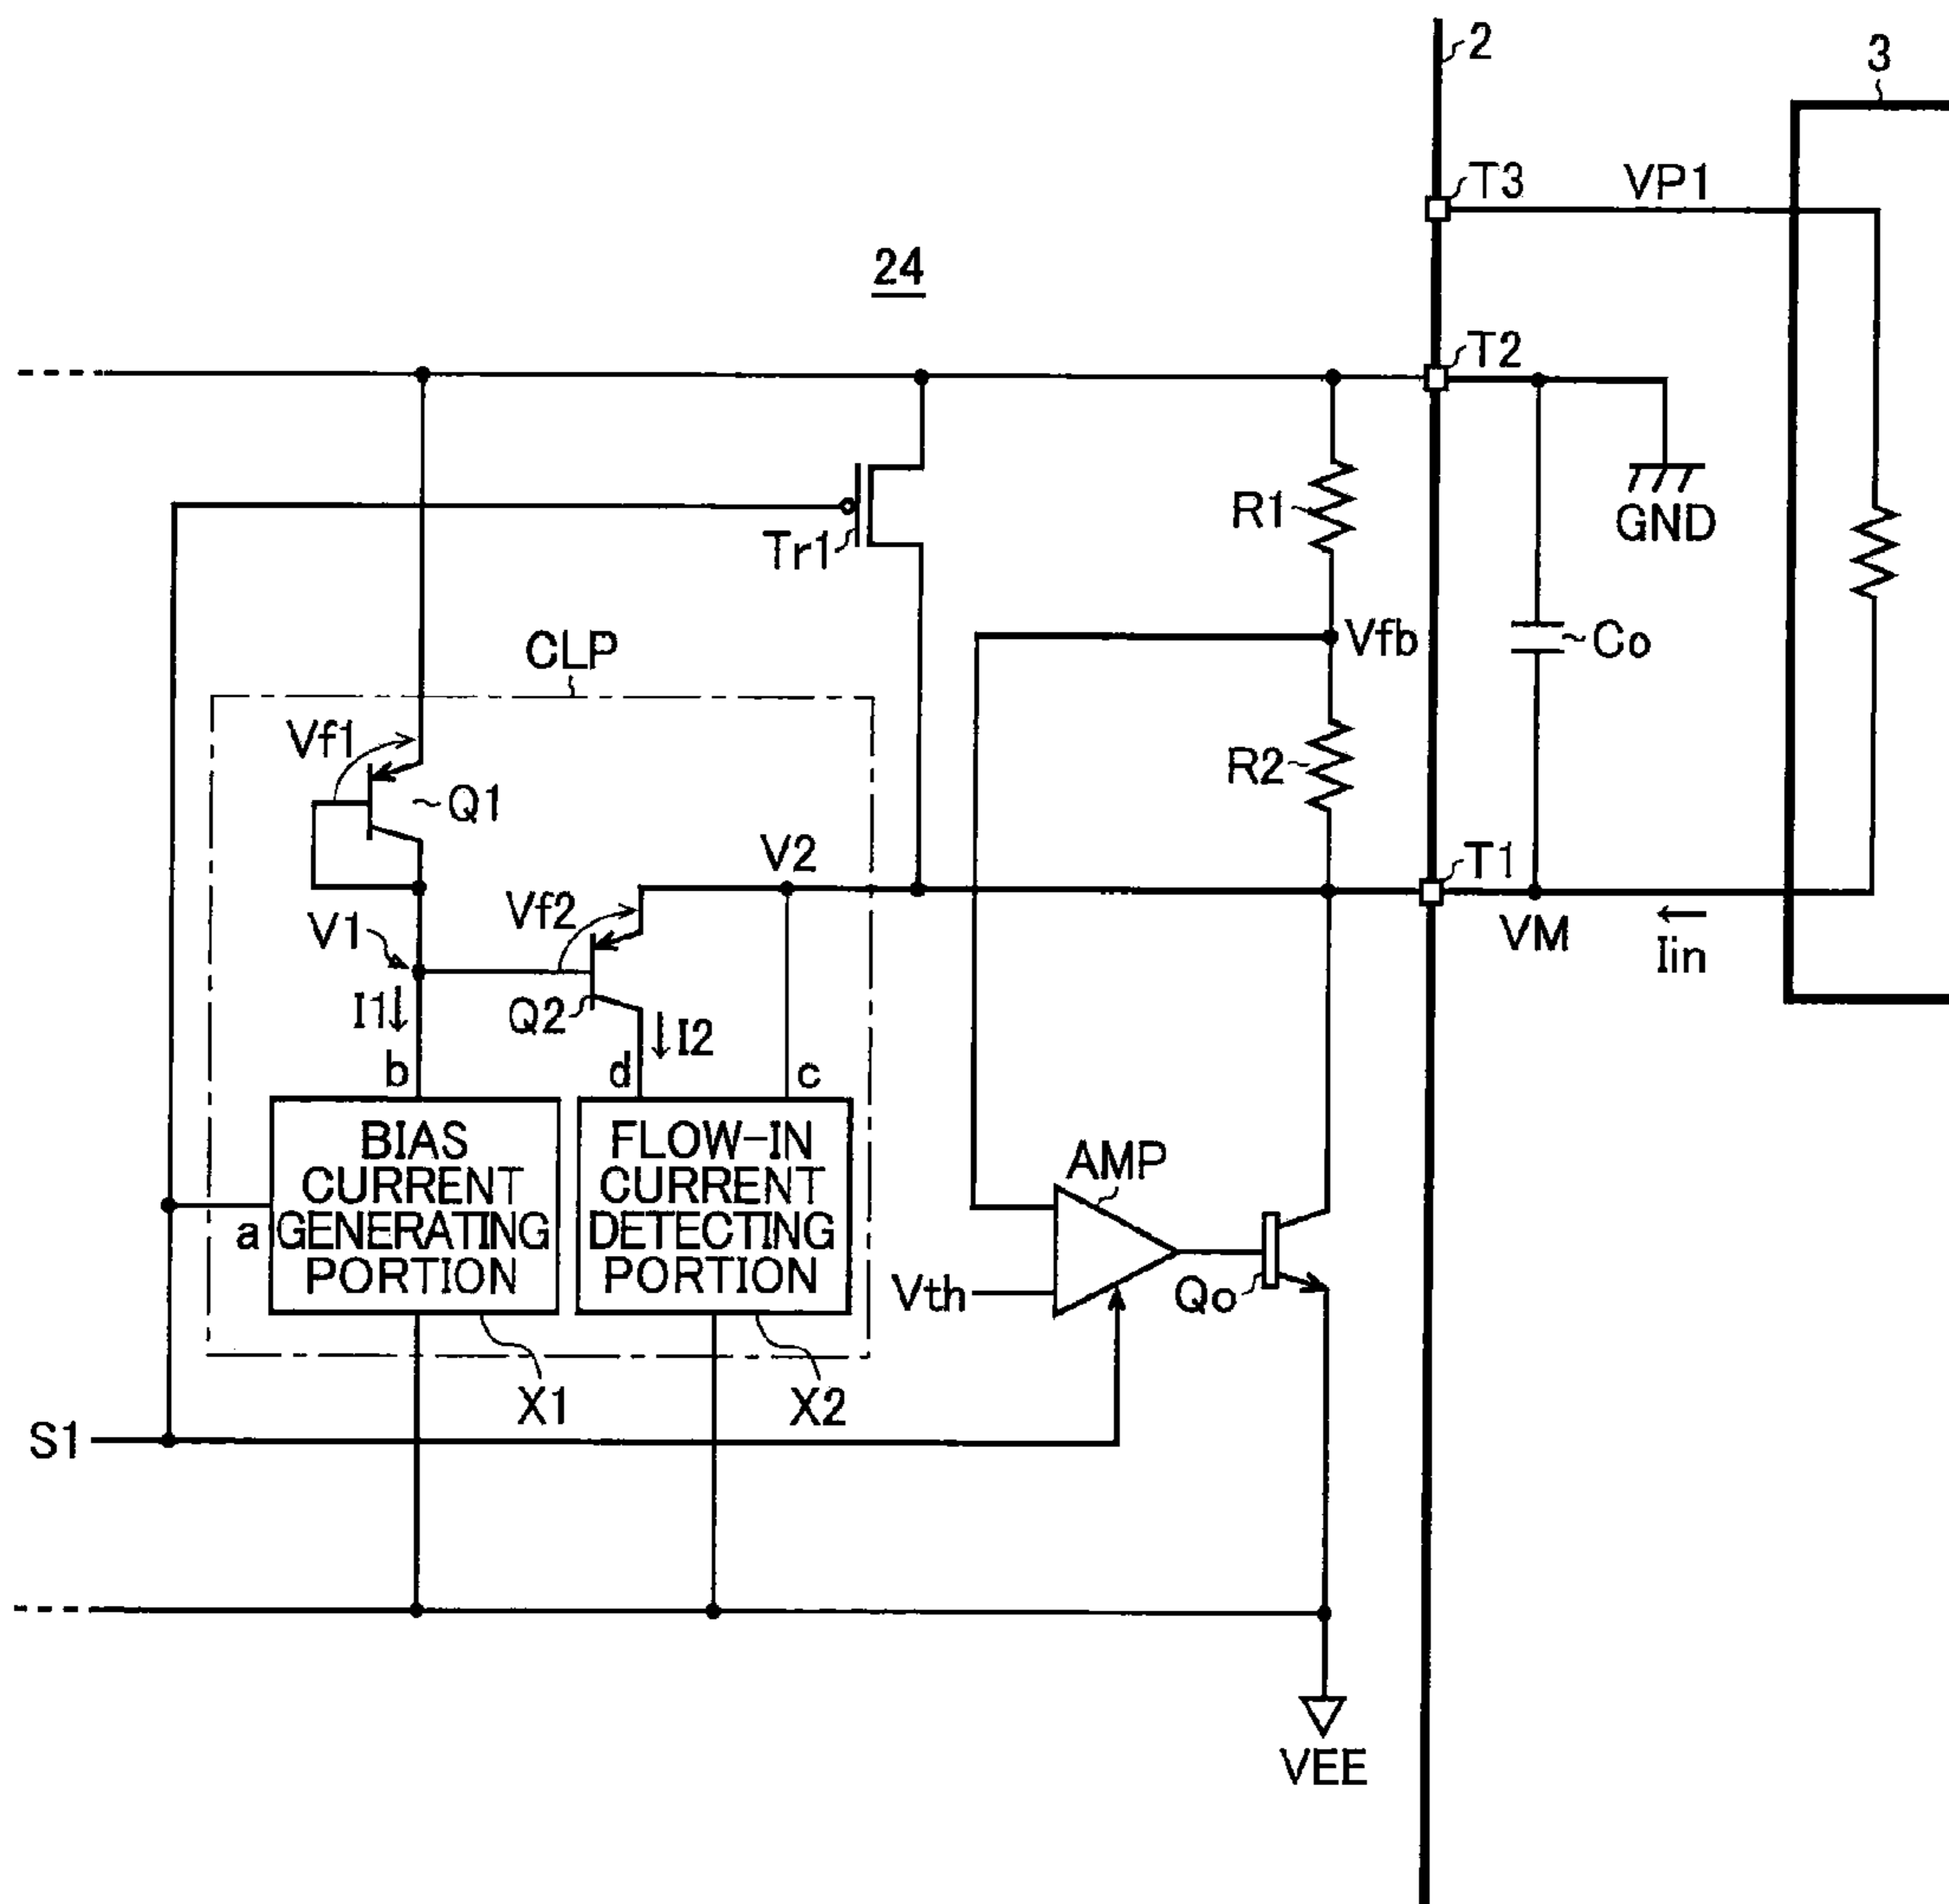 2
3
T3
VP1
24
T2
R1
GND
Tr1
CLP
Vfb
Co
Vf1
R2
Q1
V2
T1
Vf2
V1
VM
Iin
I1
Q2
I2
b
d
c
BIAS
CURRENT
GENERATING
PORTION
FLOW-IN
CURRENT
DETECTING
PORTION
AMP
a
Vth
Qo
X1
X2
S1
VEE